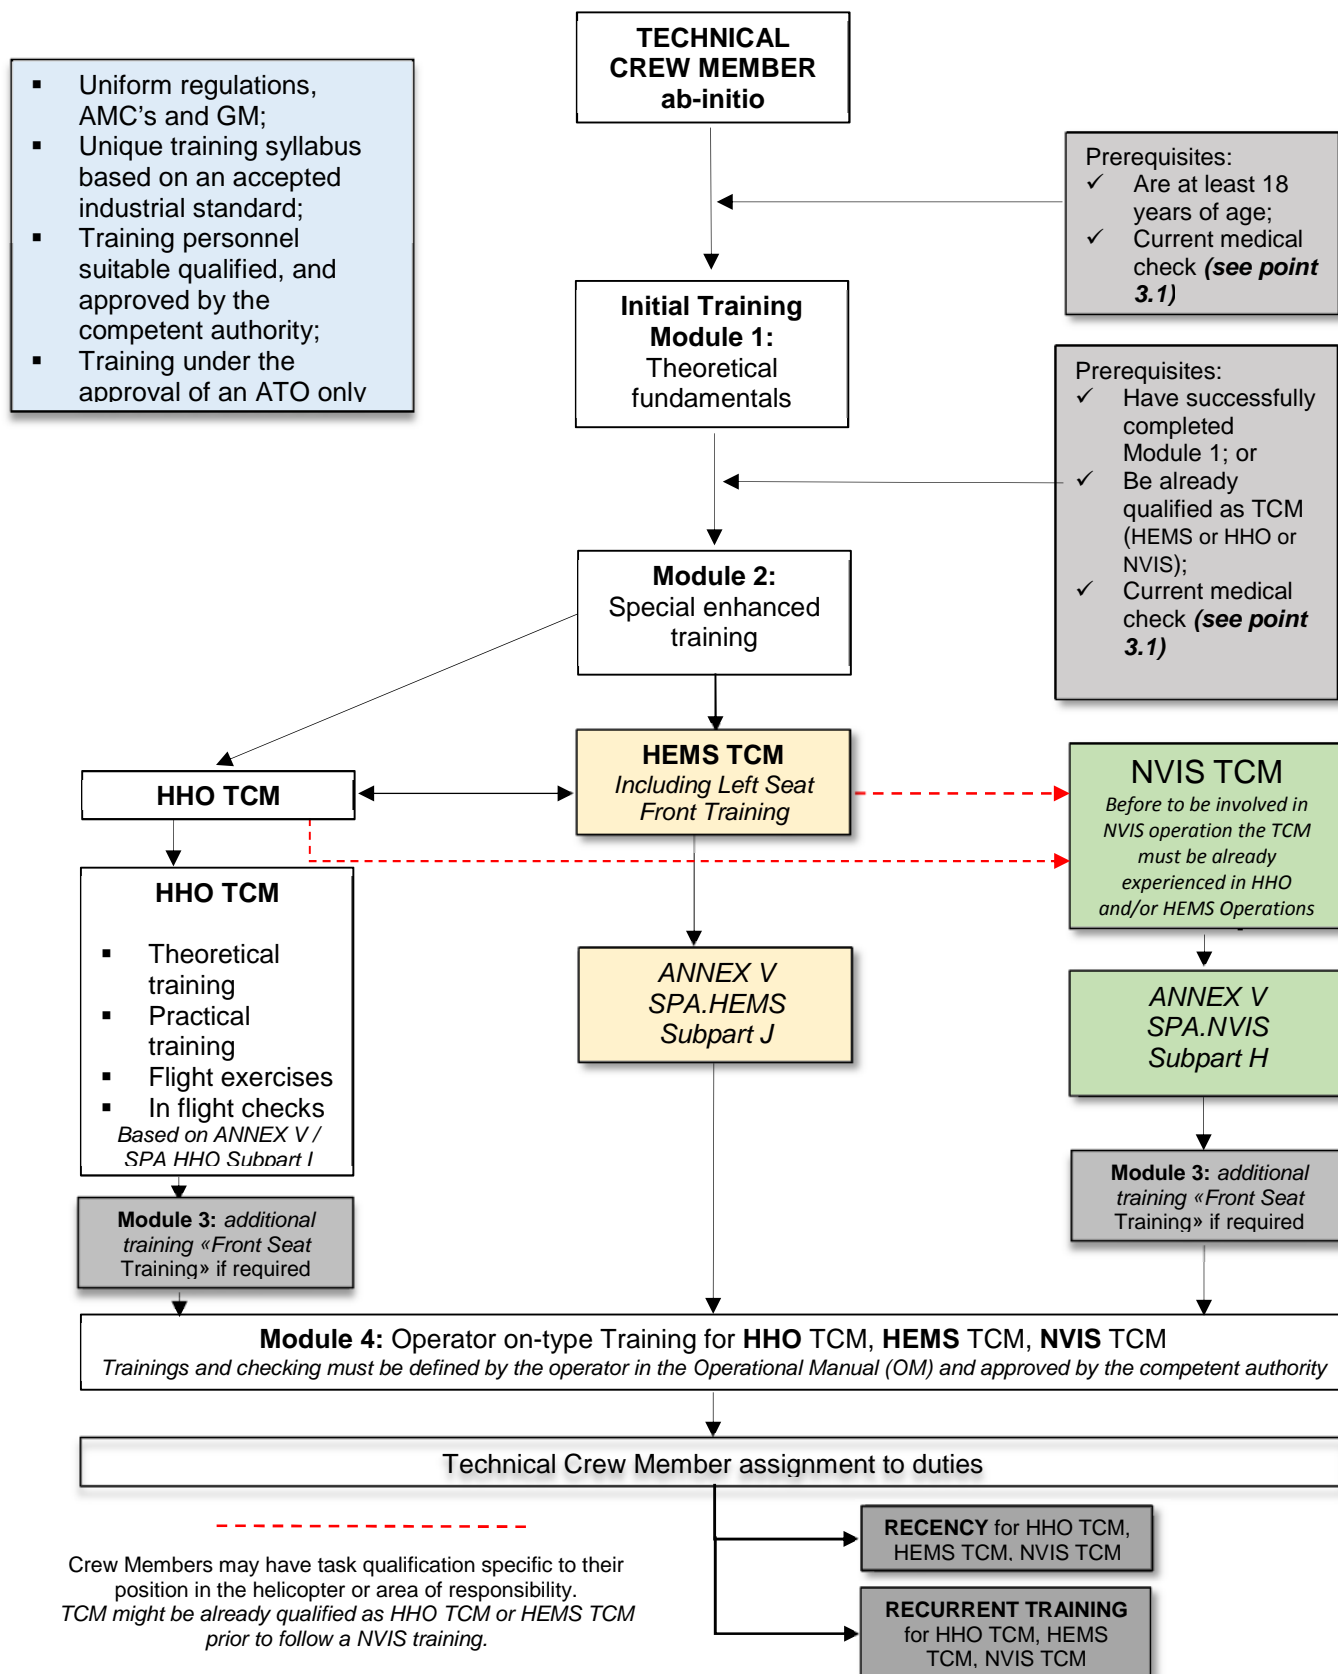 TECHNICAL
CREW MEMBER
ab-initio
▪ Uniform regulations,
AMC's and GM;
▪ Unique training syllabus
based on an accepted
industrial standard;
▪ Training personnel
suitable qualified, and
approved by the
competent authority;
▪ Training under the
approval of an ATO only
Prerequisites:
✓ Are at least 18
years of age;
✓ Current medical
check (see point
3.1)
Initial Training
Module 1:
Theoretical
fundamentals
Prerequisites:
✓ Have successfully
completed
Module 1; or
✓ Be already
qualified as TCM
(HEMS or HHO or
NVIS);
✓ Current medical
check (see point
3.1)
Module 2:
Special enhanced
training
HHO TCM
HEMS TCM
Including Left Seat
Front Training
NVIS TCM
Before to be involved in
NVIS operation the TCM
must be already
experienced in HHO
and/or HEMS Operations
HHO TCM
▪ Theoretical
training
▪ Practical
training
▪ Flight exercises
▪ In flight checks
Based on ANNEX V /
SPA HHO Subpart I
ANNEX V
SPA.HEMS
Subpart J
ANNEX V
SPA.NVIS
Subpart H
Module 3: additional
training «Front Seat
Training» if required
Module 3: additional
training «Front Seat
Training» if required
Module 4: Operator on-type Training for HHO TCM, HEMS TCM, NVIS TCM
Trainings and checking must be defined by the operator in the Operational Manual (OM) and approved by the competent authority
Technical Crew Member assignment to duties
Crew Members may have task qualification specific to their
position in the helicopter or area of responsibility.
TCM might be already qualified as HHO TCM or HEMS TCM
prior to follow a NVIS training.
RECENCY for HHO TCM,
HEMS TCM, NVIS TCM
RECURRENT TRAINING
for HHO TCM, HEMS
TCM, NVIS TCM